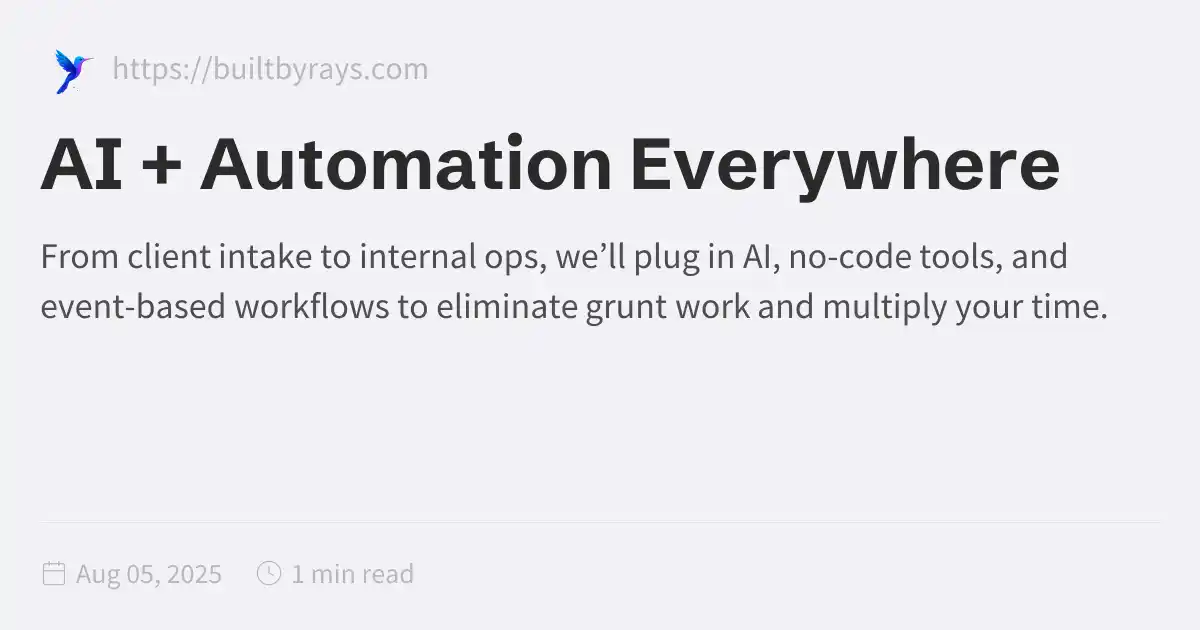 https://builtbyrays.com
AI + Automation Everywhere
From client intake to internal ops, we’ll plug in AI, no-code tools, and
event-based workflows to eliminate grunt work and multiply your time.
Aug 05, 2025 1 min read